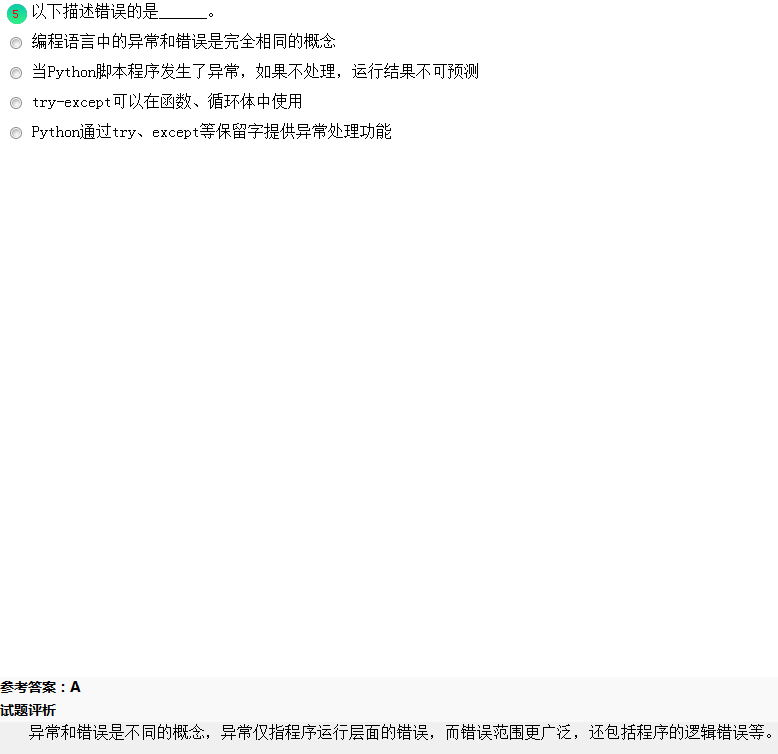 5 以下描述错误的是______。
编程语言中的异常和错误是完全相同的概念
当Python脚本程序发生了异常，如果不处理，运行结果不可预测
try-except可以在函数、循环体中使用
Python通过try、except等保留字提供异常处理功能
参考答案：A
试题评析
异常和错误是不同的概念，异常仅指程序运行层面的错误，而错误范围更广泛，还包括程序的逻辑错误等。